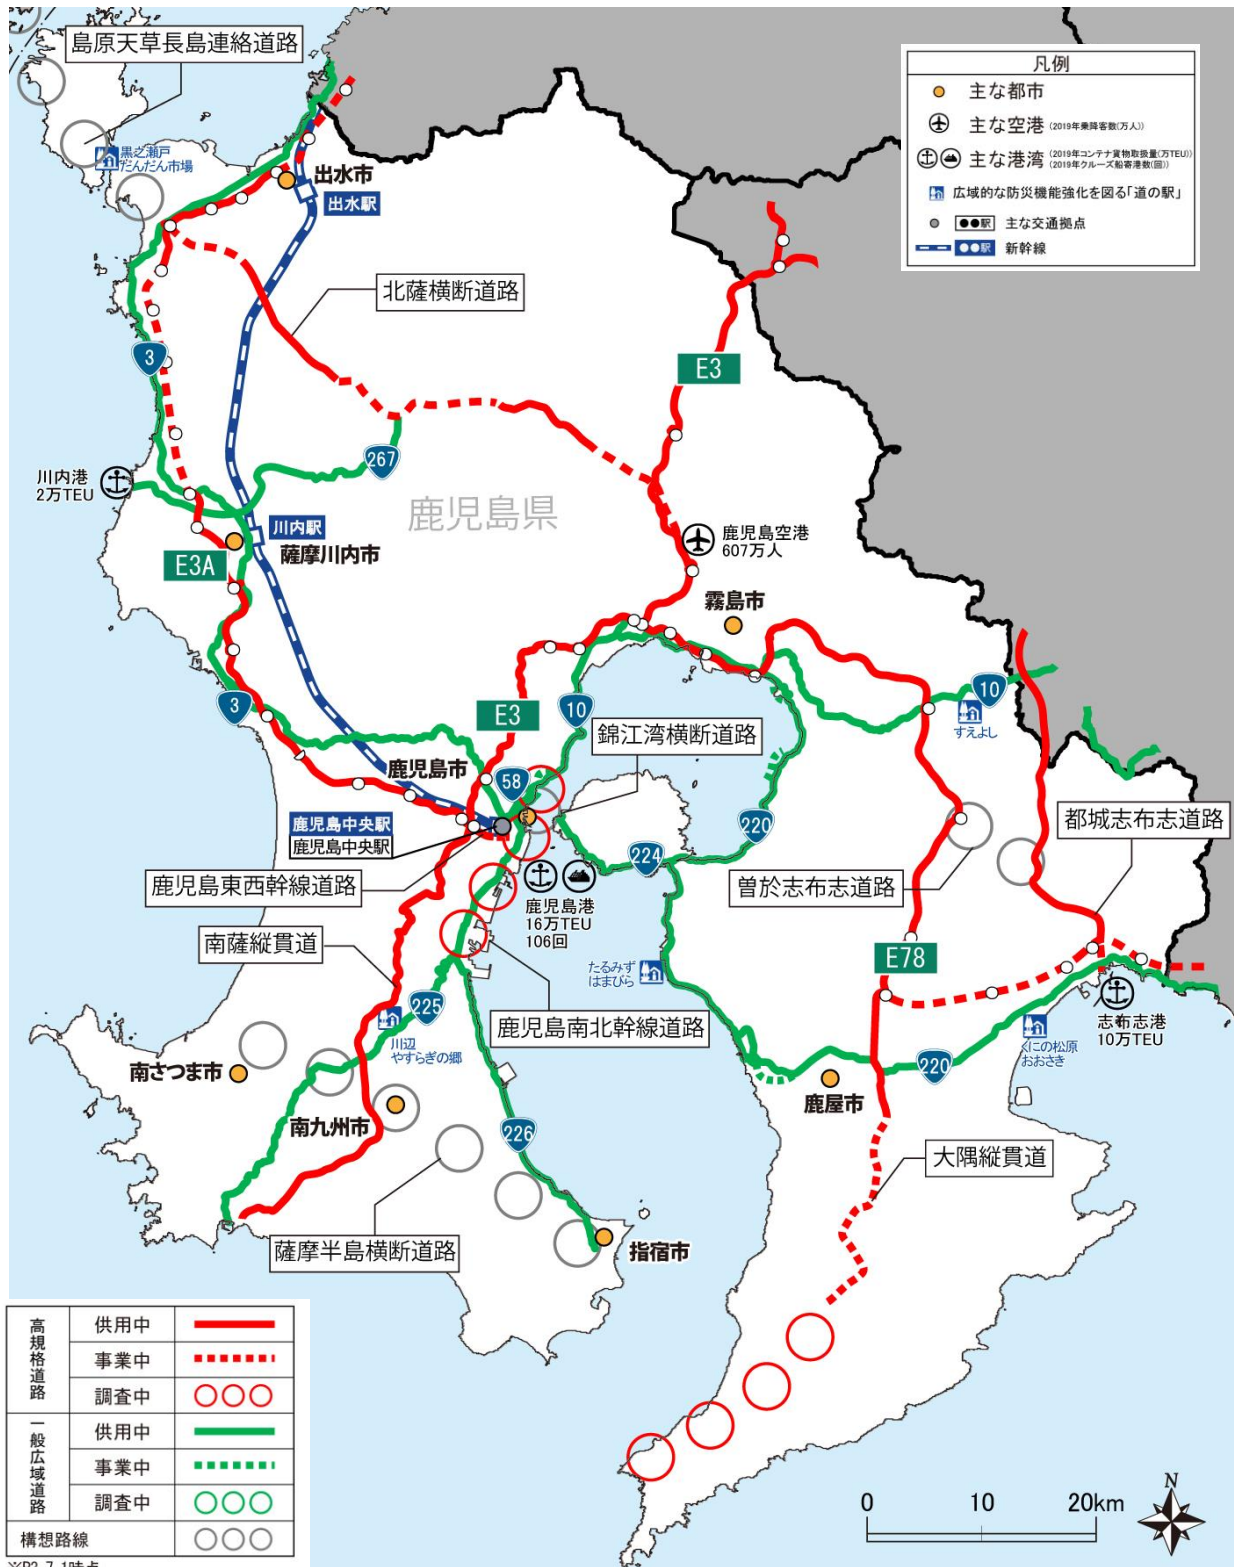 島原天草長島連絡道路
黒之瀬戸
だんだん市場
出水市
出水駅
凡例
主な都市
主な空港 (2019年乗降客数(万人))
主な港湾 (2019年コンテナ貨物取扱量(万TEU))
(2019年クルーズ船寄港数(回))
広域的な防災機能強化を図る「道の駅」
●●駅 主な交通拠点
●●駅 新幹線
北薩横断道路
3
E3
267
川内港
2万TEU
鹿児島県
川内駅
薩摩川内市
E3A
鹿児島空港
607万人
霧島市
3
E3
10
10
すえよし
錦江湾横断道路
鹿児島市
58
鹿児島中央駅
鹿児島中央駅
220
224
都城志布志道路
鹿児島東西幹線道路
曽於志布志道路
鹿児島港
16万TEU
106回
南薩縦貫道
E78
たるみず
はまびら
225
鹿児島南北幹線道路
川辺
やすらぎの郷
志布志港
10万TEU
くにの松原
おおさき
220
南さつま市
鹿屋市
南九州市
226
大隅縦貫道
薩摩半島横断道路
指宿市
高規格道路
供用中
事業中
調査中
一般広域道路
供用中
事業中
調査中
構想路線
0 10 20km
N